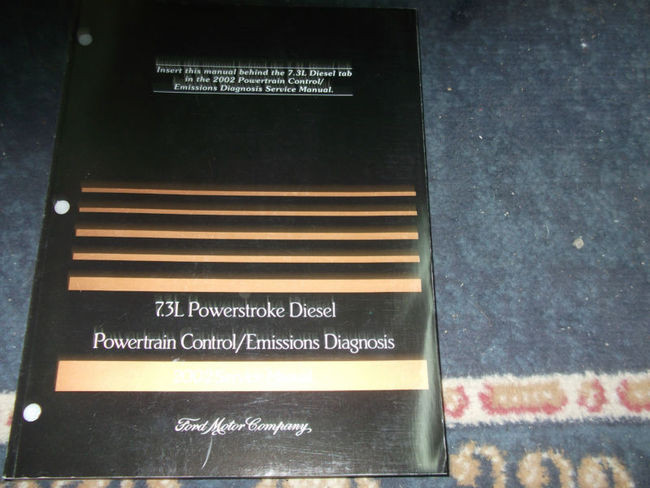 Insert this manual behind the 7.3L Diesel tab
in the 2002 Powertrain Control/
Emissions Diagnosis Service Manual.
7.3L Powerstroke Diesel
Powertrain Control/Emissions Diagnosis
Ford Motor Company